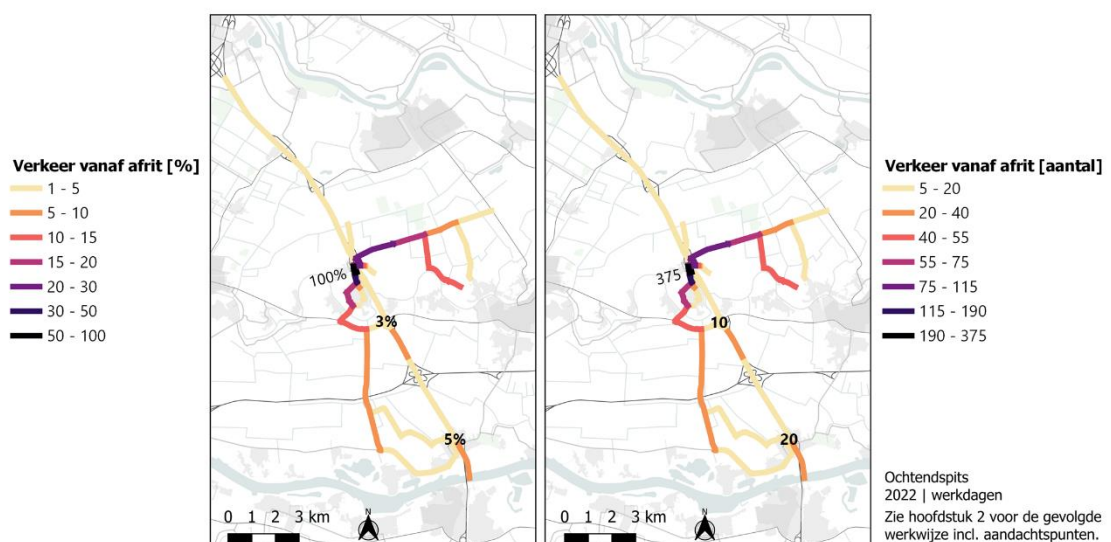 Verkeer vanaf afrit [%]
1 - 5
5 - 10
10 - 15
15 - 20
20 - 30
30 - 50
50 - 100
100%
3%
5%
0 1 2 3 km
375
10
20
0 1 2 3 km
Verkeer vanaf afrit [aantal]
5 - 20
20 - 40
40 - 55
55 - 75
75 - 115
115 - 190
190 - 375
Ochtendspits
2022 | werkdagen
Zie hoofdstuk 2 voor de gevolgde
werkwijze incl. aandachtspunten.